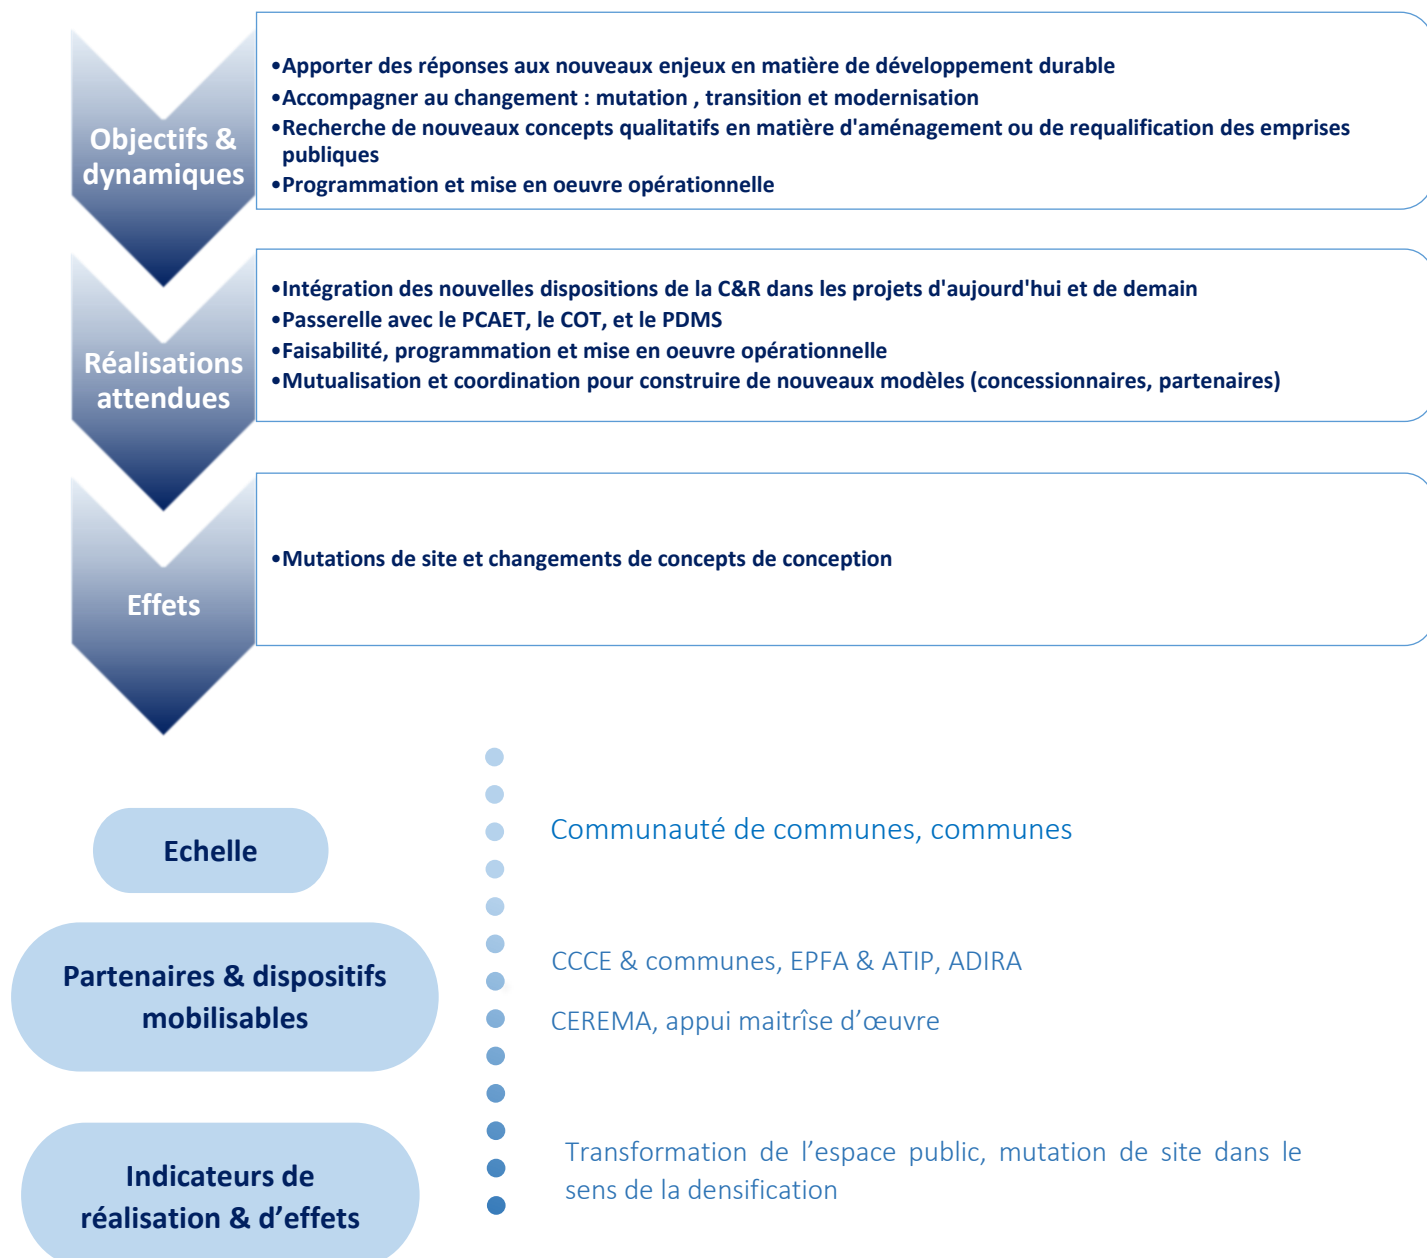 Objectifs &
dynamiques
•Apporter des réponses aux nouveaux enjeux en matière de développement durable
•Accompagner au changement : mutation , transition et modernisation
•Recherche de nouveaux concepts qualitatifs en matière d'aménagement ou de requalification des emprises
publiques
•Programmation et mise en oeuvre opérationnelle
Réalisations
attendues
•Intégration des nouvelles dispositions de la C&R dans les projets d'aujourd'hui et de demain
•Passerelle avec le PCAET, le COT, et le PDMS
•Faisabilité, programmation et mise en oeuvre opérationnelle
•Mutualisation et coordination pour construire de nouveaux modèles (concessionnaires, partenaires)
Effets
•Mutations de site et changements de concepts de conception
Echelle
Communauté de communes, communes
Partenaires & dispositifs
mobilisables
CCCE & communes, EPFA & ATIP, ADIRA
CEREMA, appui maitrîse d’œuvre
Indicateurs de
réalisation & d’effets
Transformation de l’espace public, mutation de site dans le
sens de la densification